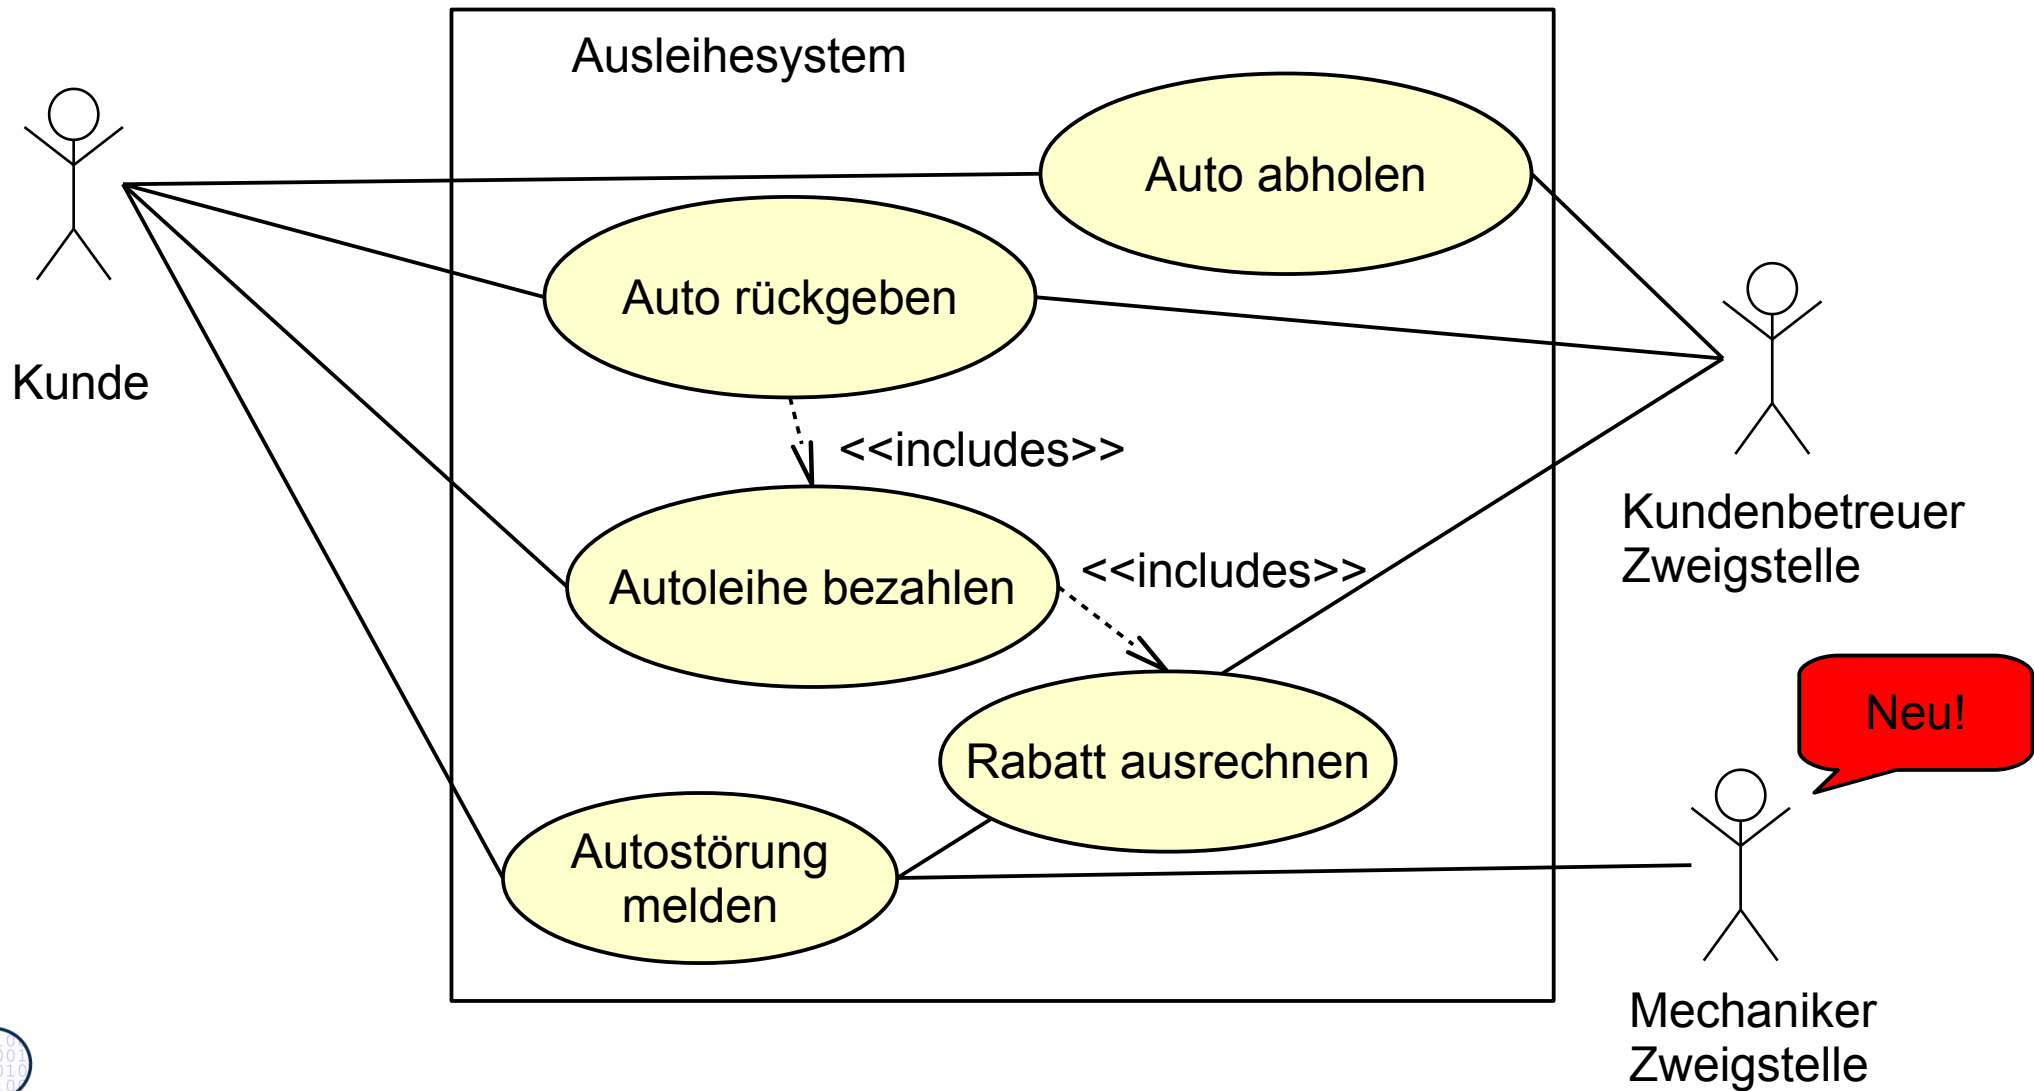 Ausleihesystem
Auto abholen
Auto rückgeben
Kunde
<<includes>>
Kundenbetreuer
Zweigstelle
<<includes>>
Autoleihe bezahlen
Neu!
Rabatt ausrechnen
Autostörung
melden
Mechaniker
Zweigstelle